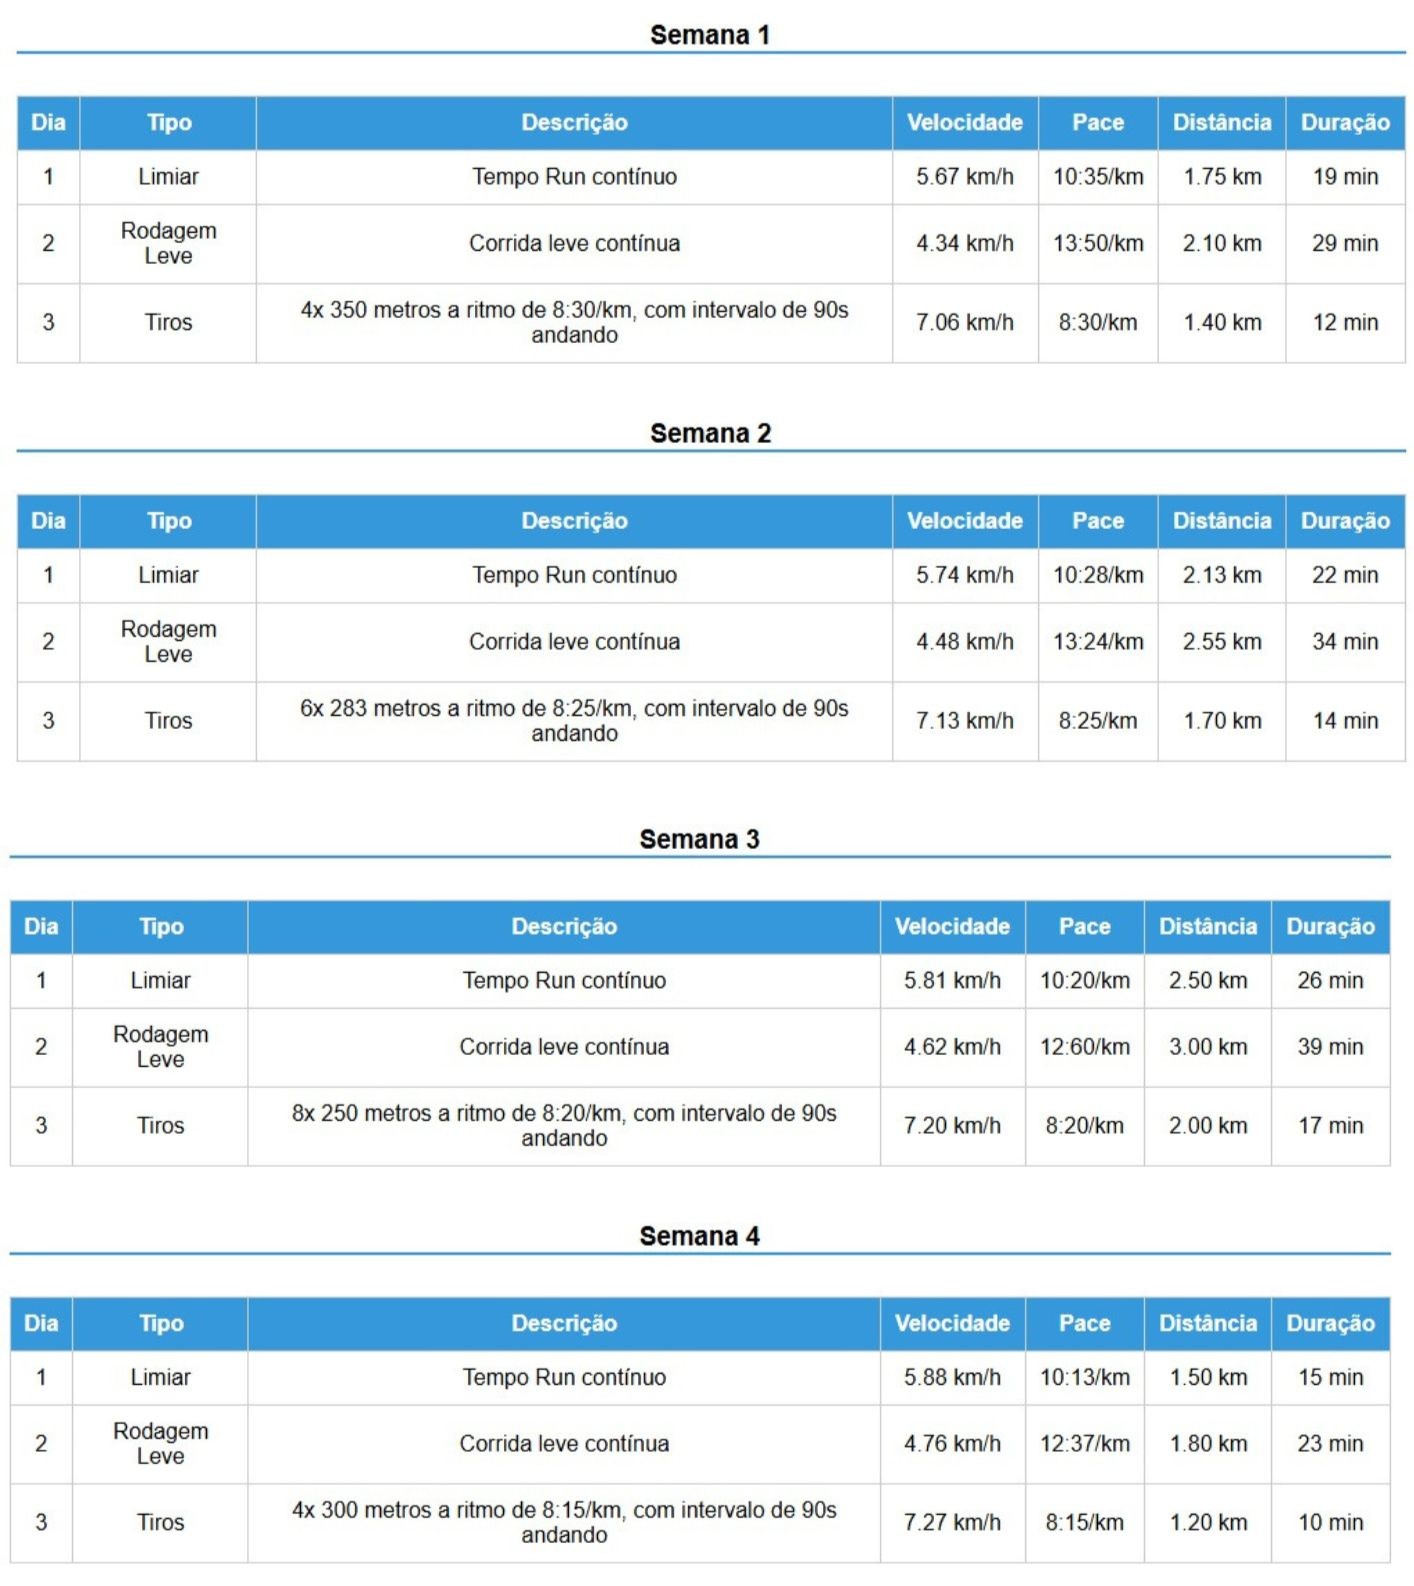 Semana 1
Dia Tipo Descrição Velocidade Pace Distância Duração
1 Limiar Tempo Run contínuo 5.67 km/h 10:35/km 1.75 km 19 min
2 Rodagem Leve Corrida leve contínua 4.34 km/h 13:50/km 2.10 km 29 min
3 Tiros 4x 350 metros a ritmo de 8:30/km, com intervalo de 90s andando 7.06 km/h 8:30/km 1.40 km 12 min
Semana 2
Dia Tipo Descrição Velocidade Pace Distância Duração
1 Limiar Tempo Run contínuo 5.74 km/h 10:28/km 2.13 km 22 min
2 Rodagem Leve Corrida leve contínua 4.48 km/h 13:24/km 2.55 km 34 min
3 Tiros 6x 283 metros a ritmo de 8:25/km, com intervalo de 90s andando 7.13 km/h 8:25/km 1.70 km 14 min
Semana 3
Dia Tipo Descrição Velocidade Pace Distância Duração
1 Limiar Tempo Run contínuo 5.81 km/h 10:20/km 2.50 km 26 min
2 Rodagem Leve Corrida leve contínua 4.62 km/h 12:60/km 3.00 km 39 min
3 Tiros 8x 250 metros a ritmo de 8:20/km, com intervalo de 90s andando 7.20 km/h 8:20/km 2.00 km 17 min
Semana 4
Dia Tipo Descrição Velocidade Pace Distância Duração
1 Limiar Tempo Run contínuo 5.88 km/h 10:13/km 1.50 km 15 min
2 Rodagem Leve Corrida leve contínua 4.76 km/h 12:37/km 1.80 km 23 min
3 Tiros 4x 300 metros a ritmo de 8:15/km, com intervalo de 90s andando 7.27 km/h 8:15/km 1.20 km 10 min